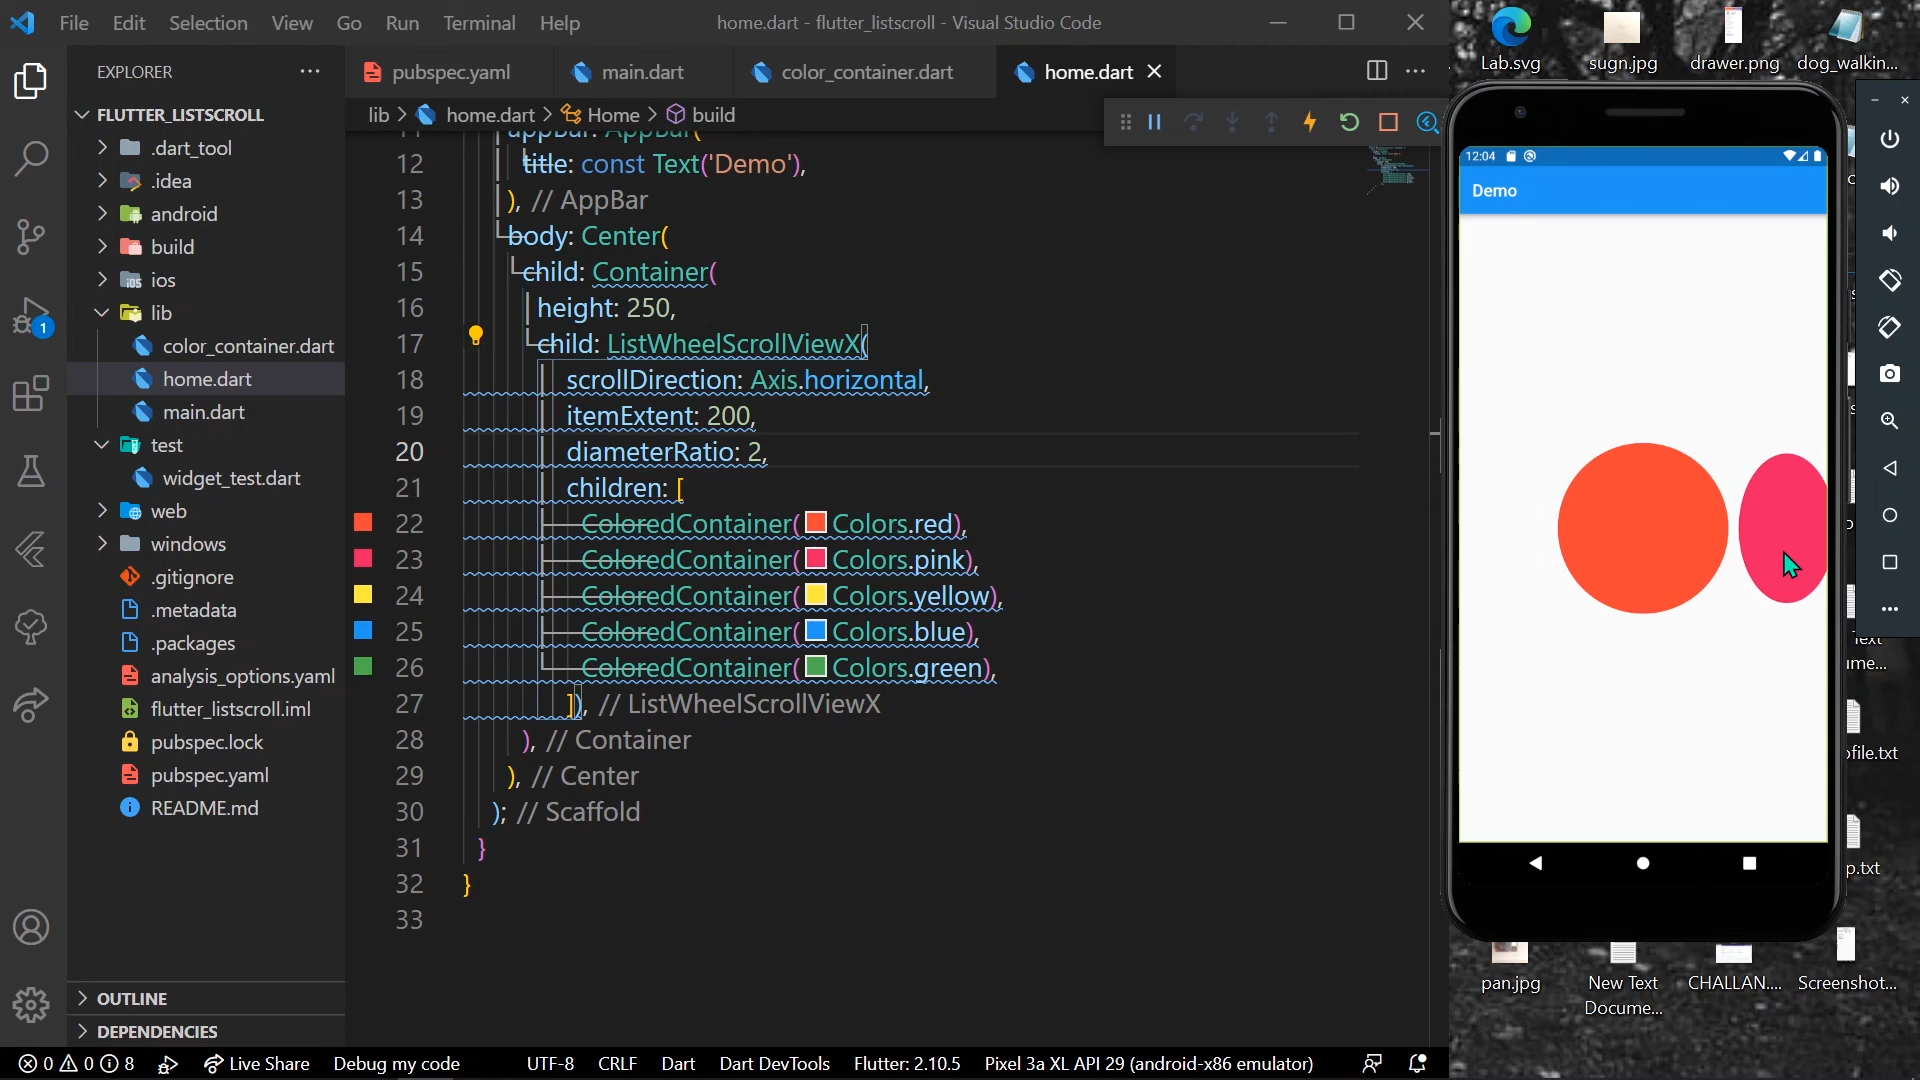 File Edit Selection View Go Run Terminal Help
home.dart - flutter_listscroll - Visual Studio Code
EXPLORER
FLUTTER_LISTSCROLL
.dart_tool
.idea
android
build
ios
lib
color_container.dart
home.dart
main.dart
test
widget_test.dart
web
windows
.gitignore
.metadata
.packages
analysis_options.yaml
flutter_listscroll.iml
pubspec.lock
pubspec.yaml
README.md
OUTLINE
DEPENDENCIES
1
pubspec.yaml main.dart color_container.dart home.dart
lib > home.dart > Home > build
11 appBar: AppBar(
12 title: const Text('Demo'),
13 ), // AppBar
14 body: Center(
15 child: Container(
16 height: 250,
17 child: ListWheelScrollViewX(
18 scrollDirection: Axis.horizontal,
19 itemExtent: 200,
20 diameterRatio: 2,
21 children: [
22 ColoredContainer(Colors.red),
23 ColoredContainer(Colors.pink),
24 ColoredContainer(Colors.yellow),
25 ColoredContainer(Colors.blue),
26 ColoredContainer(Colors.green),
27 ]), // ListWheelScrollViewX
28 ), // Container
29 ), // Center
30 ); // Scaffold
31 }
32 }
33
0 0 8 Live Share Debug my code UTF-8 CRLF Dart Dart DevTools Flutter: 2.10.5 Pixel 3a XL API 29 (android-x86 emulator)
Lab.svg sugn.jpg drawer.png dog_walkin...
12:04
Demo
Text
ume...
ofile.txt
p.txt
pan.jpg New Text Docume... CHALLAN.... Screenshot...